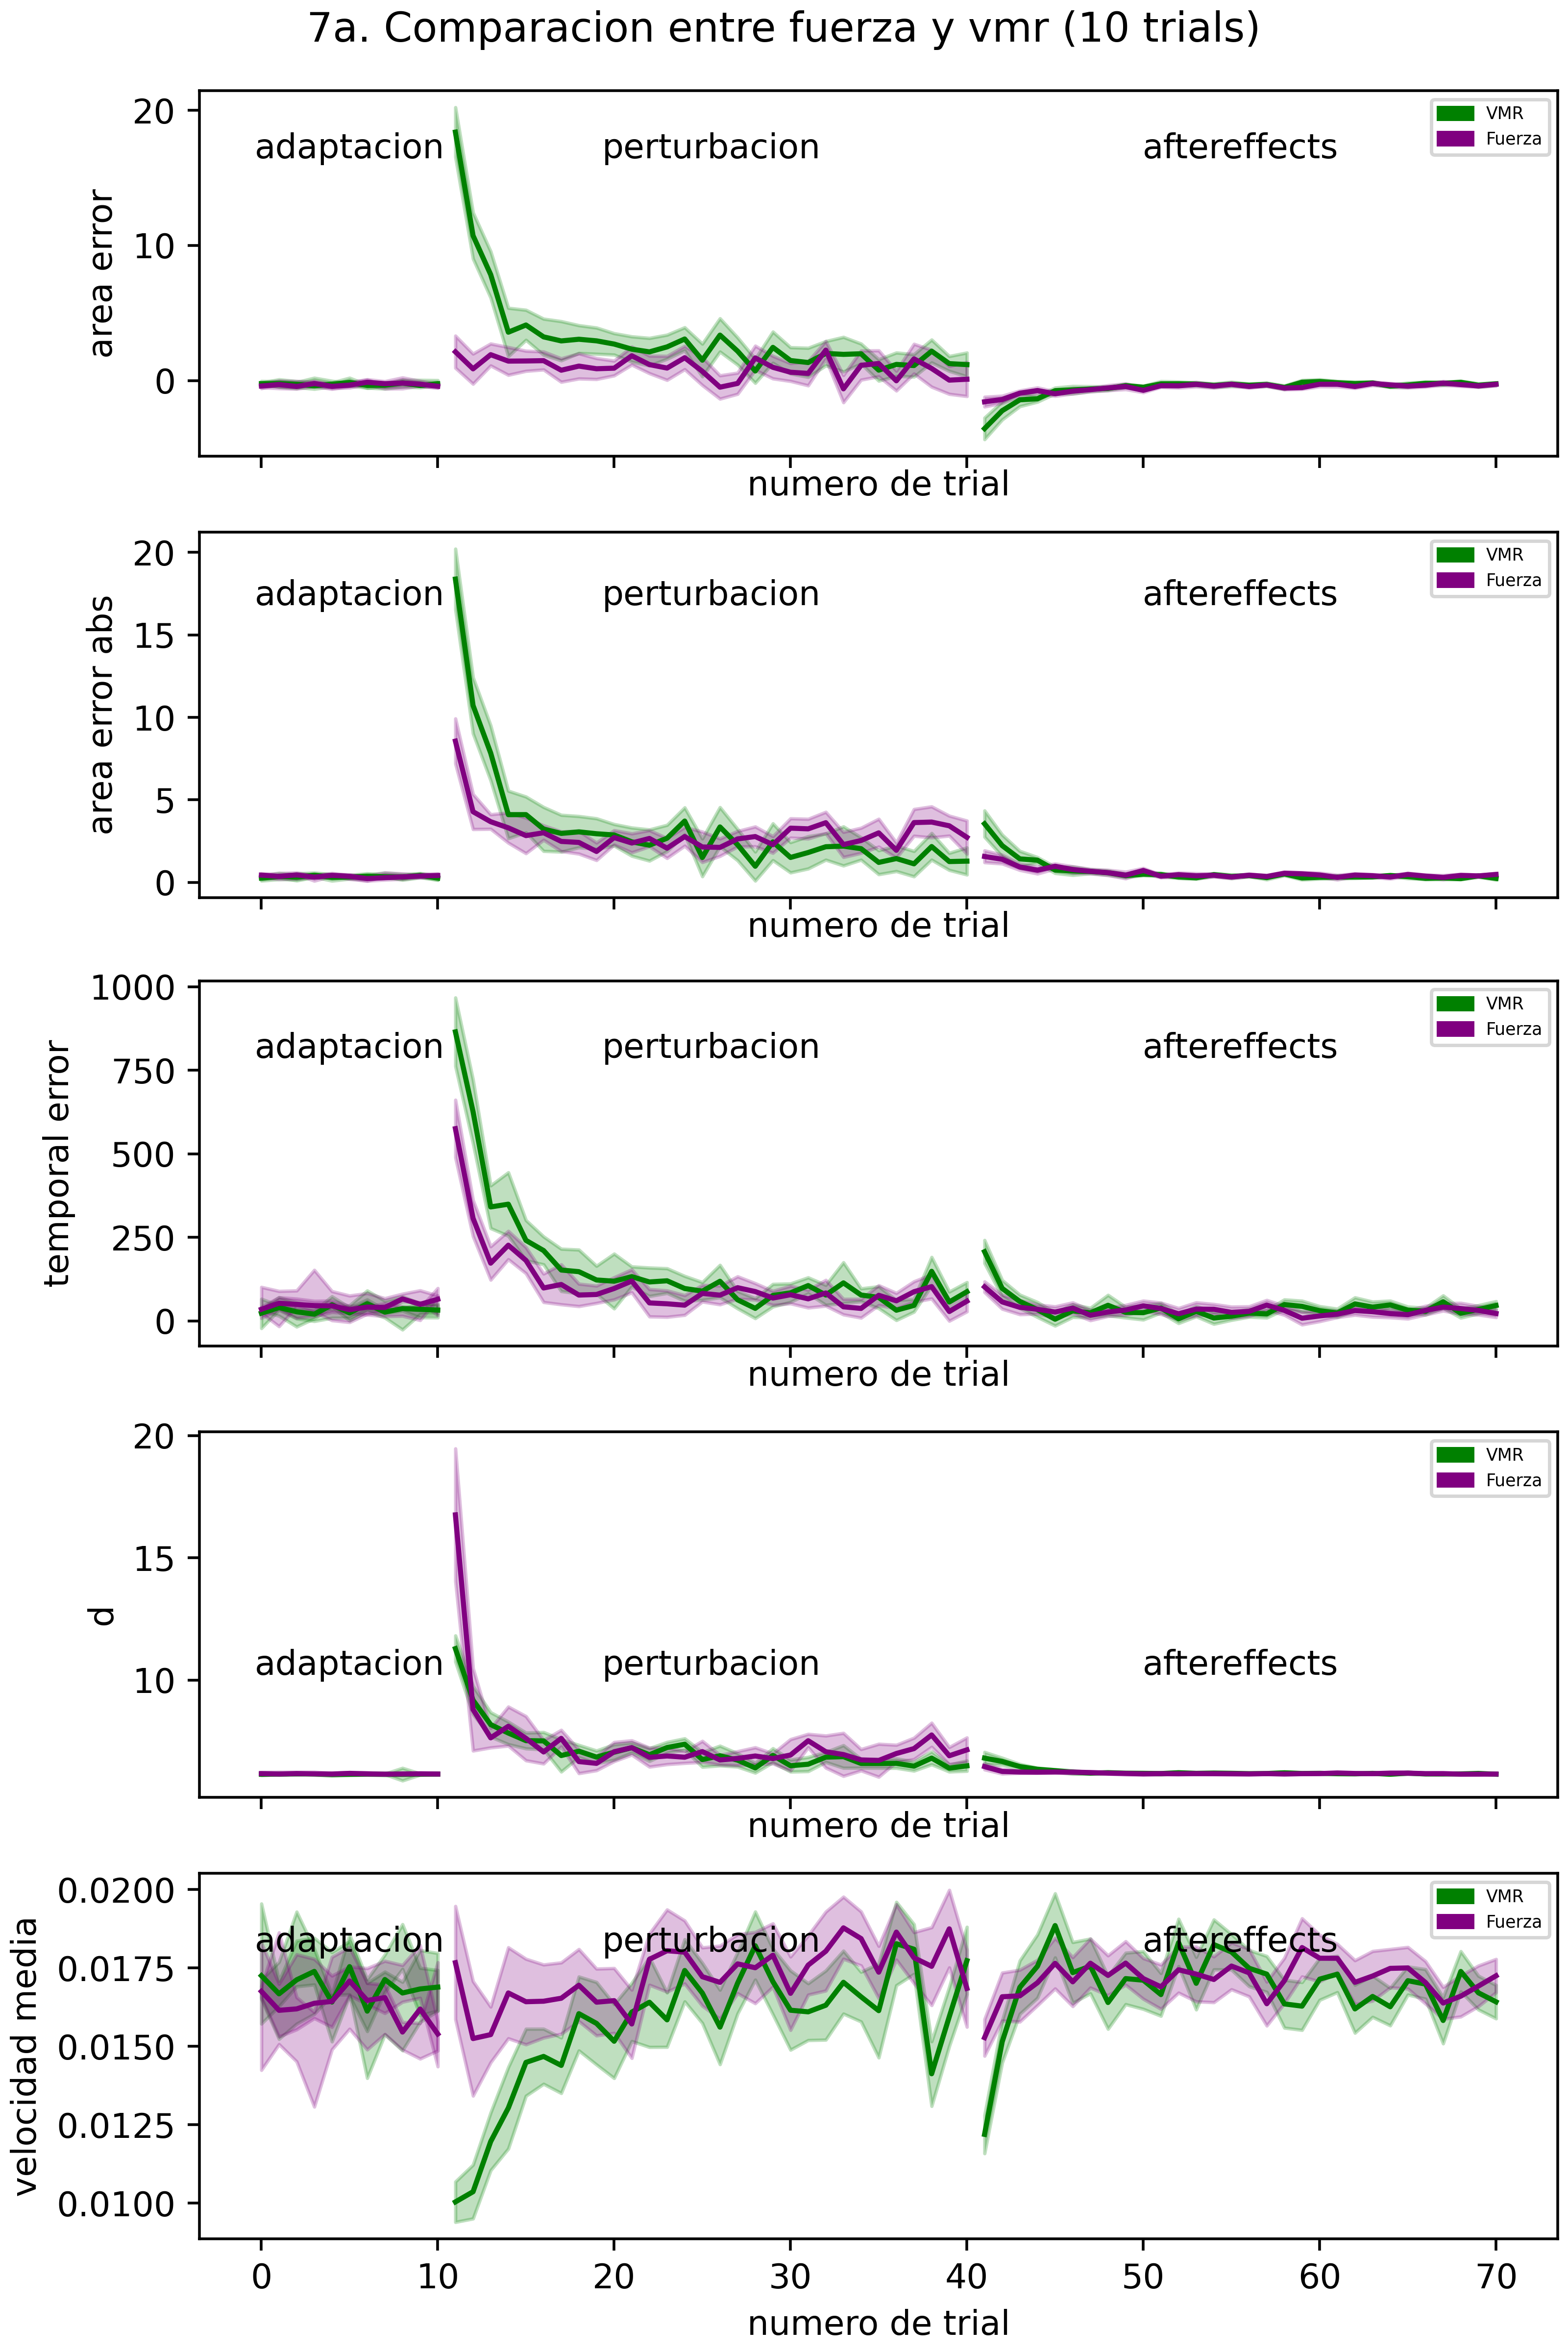 7a. Comparacion entre fuerza y vmr (10 trials)
20
10
0
area error
adaptacion
perturbacion
aftereffects
VMR
Fuerza
numero de trial
20
15
10
5
0
area error abs
adaptacion
perturbacion
aftereffects
VMR
Fuerza
numero de trial
1000
750
500
250
0
temporal error
adaptacion
perturbacion
aftereffects
VMR
Fuerza
numero de trial
20
15
10
d
adaptacion
perturbacion
aftereffects
VMR
Fuerza
numero de trial
0.0200
0.0175
0.0150
0.0125
0.0100
velocidad media
adaptacion
perturbacion
aftereffects
VMR
Fuerza
0 10 20 30 40 50 60 70
numero de trial